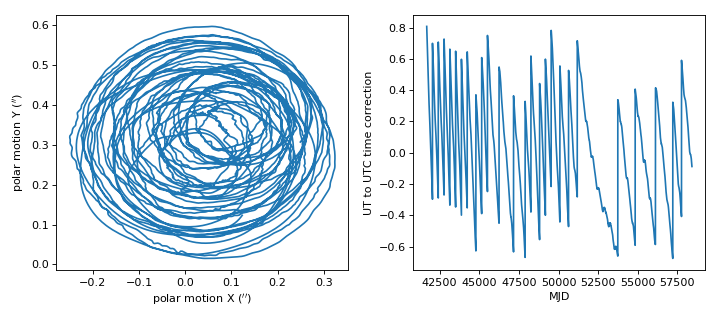 0.6
0.5
0.4
0.3
0.2
0.1
0.0
polar motion Y (′′)
−0.2 −0.1 0.0 0.1 0.2 0.3
polar motion X (′′)
0.8
0.6
0.4
0.2
0.0
−0.2
−0.4
−0.6
UT to UTC time correction
42500 45000 47500 50000 52500 55000 57500
MJD